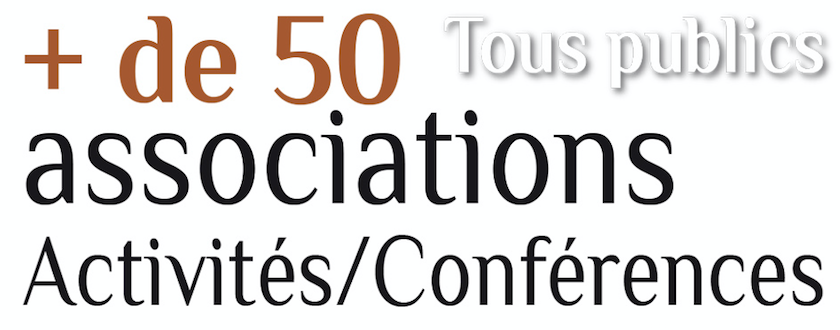 + de 50 Tous publics
associations
Activités/Conférences